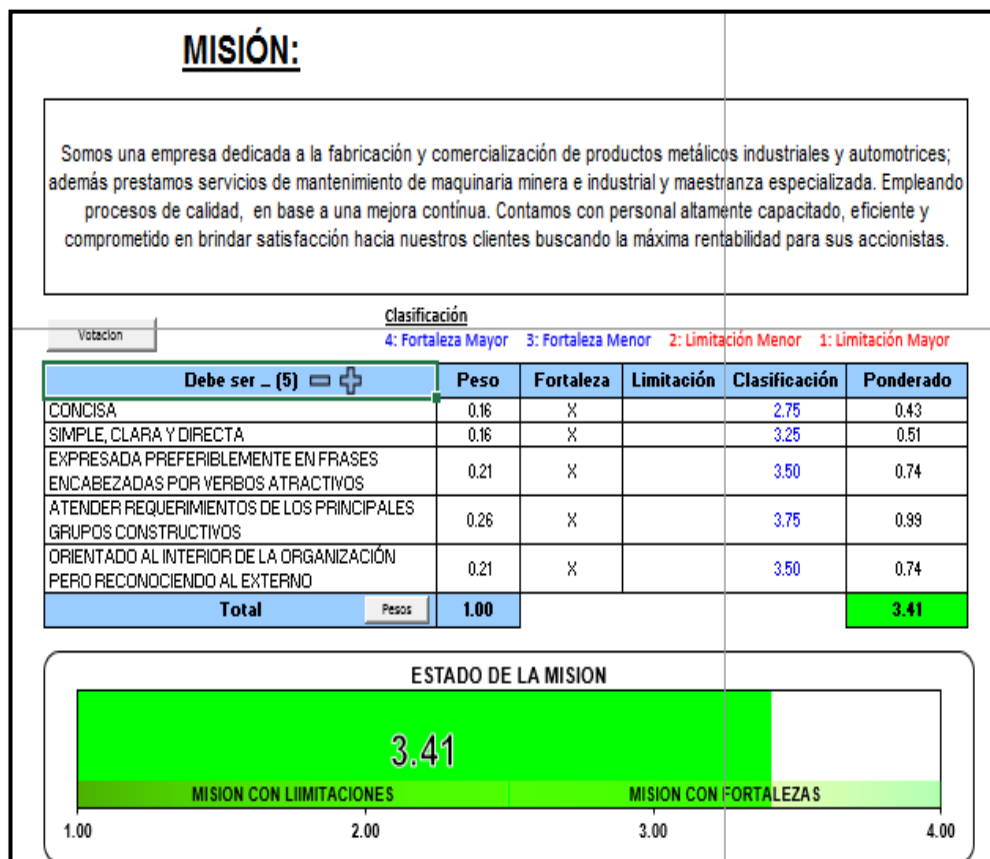 MISIÓN:
Somos una empresa dedicada a la fabricación y comercialización de productos metálicos industriales y automotrices;
además prestamos servicios de mantenimiento de maquinaria minera e industrial y maestranza especializada. Empleando
procesos de calidad, en base a una mejora contínua. Contamos con personal altamente capacitado, eficiente y
comprometido en brindar satisfacción hacia nuestros clientes buscando la máxima rentabilidad para sus accionistas.
Votacion
Clasificación
4: Fortaleza Mayor 3: Fortaleza Menor 2: Limitación Menor 1: Limitación Mayor
Debe ser _ (5) Peso Fortaleza Limitación Clasificación Ponderado
CONCISA 0.16 X 2.75 0.43
SIMPLE, CLARA Y DIRECTA 0.16 X 3.25 0.51
EXPRESADA PREFERIBLEMENTE EN FRASES
ENCABEZADAS POR VERBOS ATRACTIVOS 0.21 X 3.50 0.74
ATENDER REQUERIMIENTOS DE LOS PRINCIPALES
GRUPOS CONSTRUCTIVOS 0.26 X 3.75 0.99
ORIENTADO AL INTERIOR DE LA ORGANIZACIÓN
PERO RECONOCIENDO AL EXTERNO 0.21 X 3.50 0.74
Total Pesos 1.00 3.41
ESTADO DE LA MISION
3.41
MISION CON LIIMITACIONES MISION CON FORTALEZAS
1.00 2.00 3.00 4.00